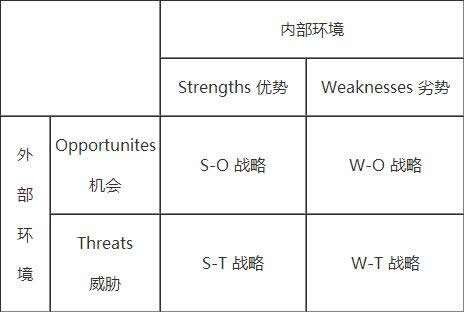 内部环境
Strengths 优势
Weaknesses 劣势
外部环境
Opportunites
机会
S-O 战略
W-O 战略
Threats
威胁
S-T 战略
W-T 战略